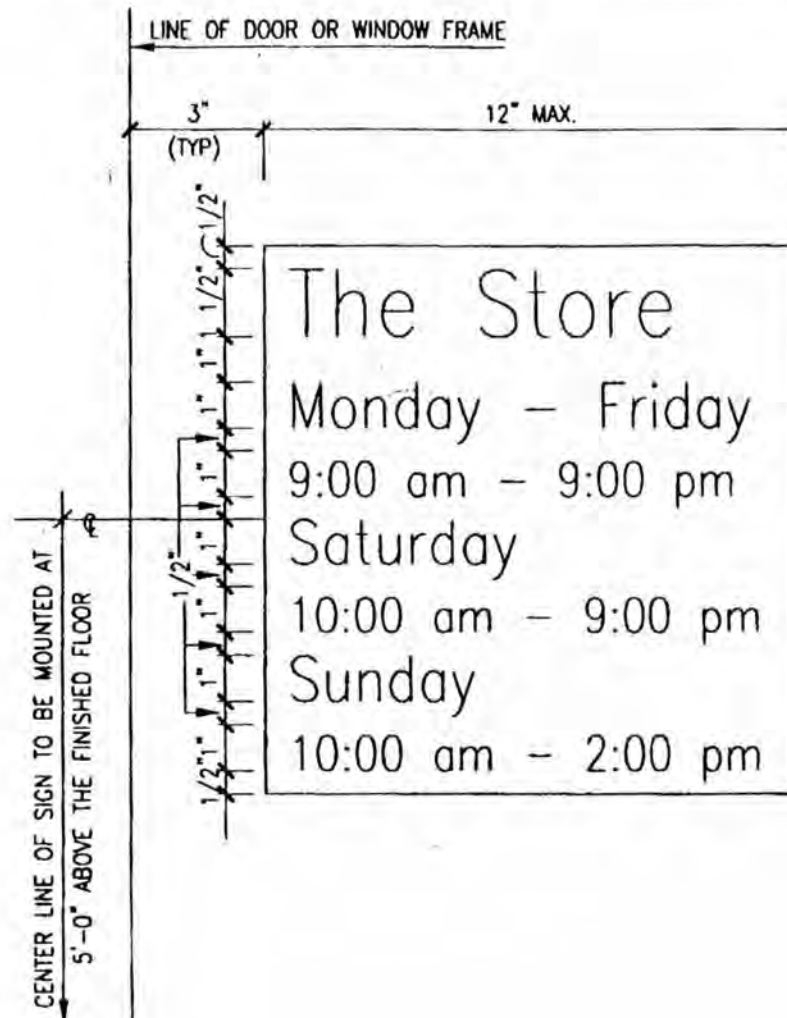 LINE OF DOOR OR WINDOW FRAME
3"
(TYP)
12" MAX.
1/2"
1 1/2"
1"
1"
1"
1/2"
1"
1"
1"
1"
1/2"
The Store
Monday - Friday
9:00 am - 9:00 pm
Saturday
10:00 am - 9:00 pm
Sunday
10:00 am - 2:00 pm
CENTER LINE OF SIGN TO BE MOUNTED AT
5'-0" ABOVE THE FINISHED FLOOR